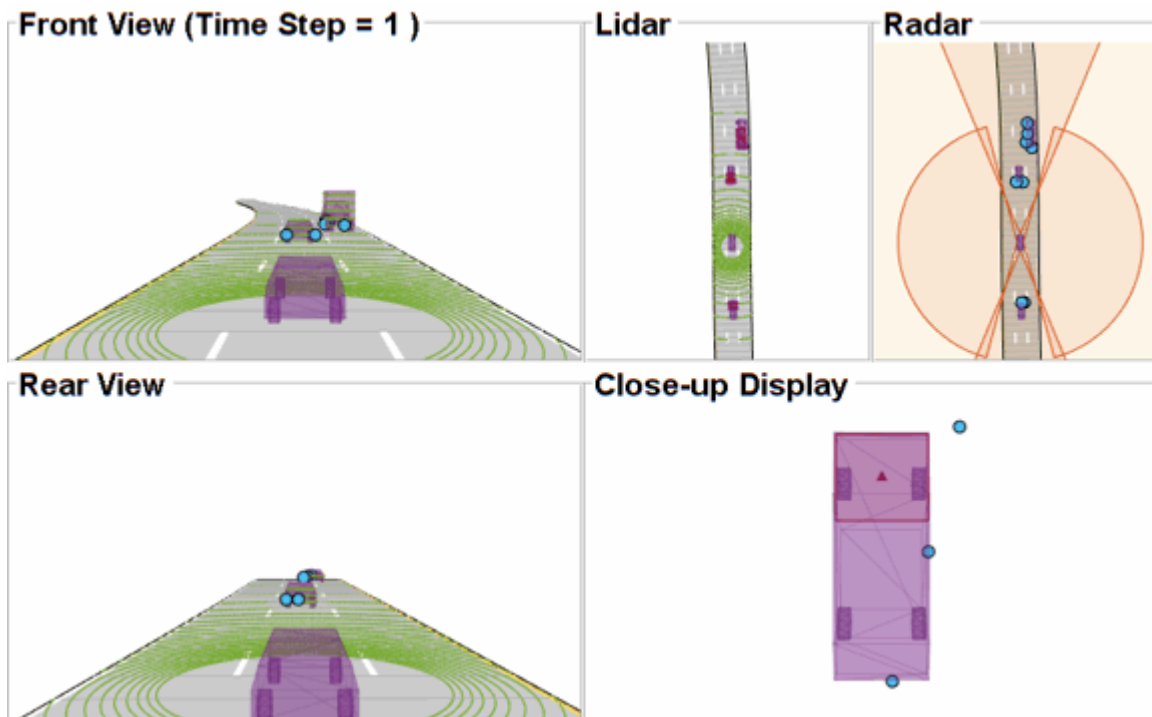 Front View (Time Step = 1 )
Lidar
Radar
Rear View
Close-up Display